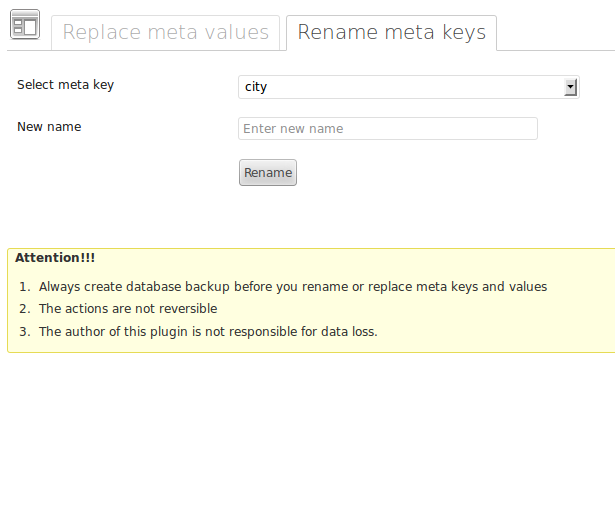 Replace meta values
Rename meta keys
Select meta key
city
New name
Enter new name
Rename
Attention!!!
1. Always create database backup before you rename or replace meta keys and values
2. The actions are not reversible
3. The author of this plugin is not responsible for data loss.